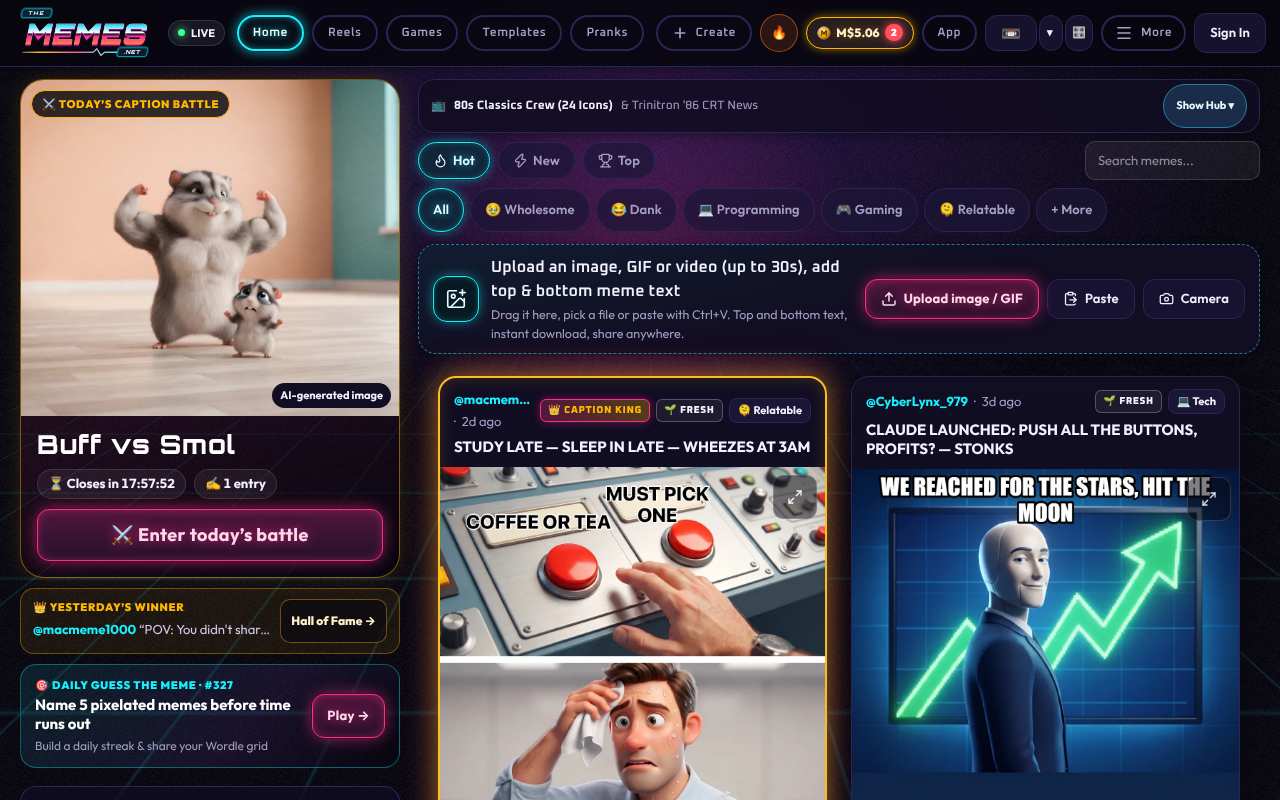 THE
MEMES
.NET
LIVE
Home
Reels
Games
Templates
Pranks
Create
M$5.06
2
App
More
Sign In
⚔️ TODAY'S CAPTION BATTLE
AI-generated image
Buff vs Smol
⏳ Closes in 17:57:52
✍️ 1 entry
⚔️ Enter today's battle
👑 YESTERDAY'S WINNER
@macmeme1000 “POV: You didn't shar...
Hall of Fame →
🎯 DAILY GUESS THE MEME · #327
Name 5 pixelated memes before time
runs out
Build a daily streak & share your Wordle grid
Play →
📺 80s Classics Crew (24 Icons) & Trinitron '86 CRT News
Show Hub ▾
Hot
New
Top
Search memes...
All
🥹 Wholesome
😂 Dank
💻 Programming
🎮 Gaming
🫠 Relatable
+ More
Upload an image, GIF or video (up to 30s), add
top & bottom meme text
Drag it here, pick a file or paste with Ctrl+V. Top and bottom text,
instant download, share anywhere.
Upload image / GIF
Paste
Camera
@macmem...
· 2d ago
👑 CAPTION KING
🌱 FRESH
🫠 Relatable
STUDY LATE — SLEEP IN LATE — WHEEZES AT 3AM
COFFEE OR TEA
MUST PICK
ONE
@CyberLynx_979 · 3d ago
🌱 FRESH
💻 Tech
CLAUDE LAUNCHED: PUSH ALL THE BUTTONS,
PROFITS? — STONKS
WE REACHED FOR THE STARS, HIT THE
MOON